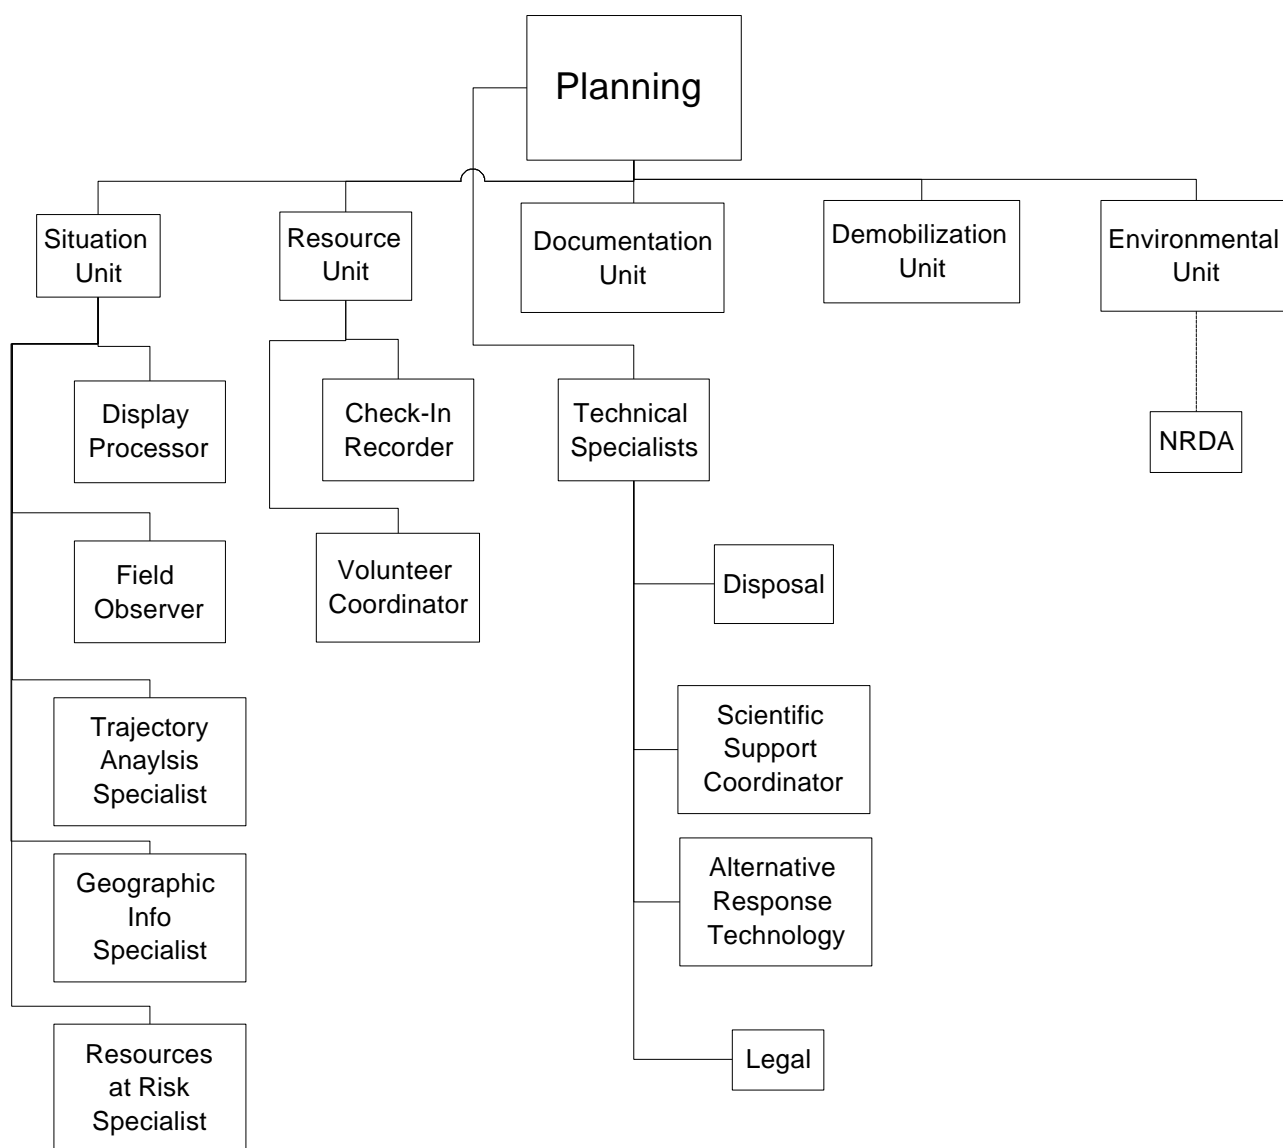 Planning
Situation
Unit
Resource
Unit
Documentation
Unit
Demobilization
Unit
Environmental
Unit
Display
Processor
Check-In
Recorder
Technical
Specialists
NRDA
Field
Observer
Volunteer
Coordinator
Disposal
Trajectory
Anaylsis
Specialist
Scientific
Support
Coordinator
Geographic
Info
Specialist
Alternative
Response
Technology
Resources
at Risk
Specialist
Legal